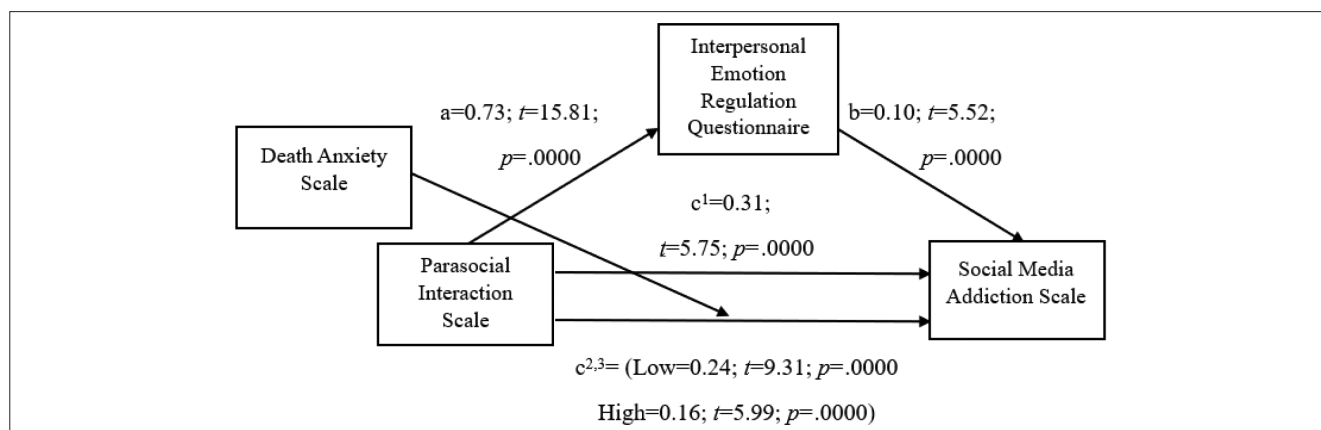 Interpersonal
Emotion
Regulation
Questionnaire
a=0.73; t=15.81;
p=.0000
b=0.10; t=5.52;
p=.0000
Death Anxiety
Scale
c¹=0.31;
t=5.75; p=.0000
Parasocial
Interaction
Scale
Social Media
Addiction Scale
c²,³= (Low=0.24; t=9.31; p=.0000
High=0.16; t=5.99; p=.0000)